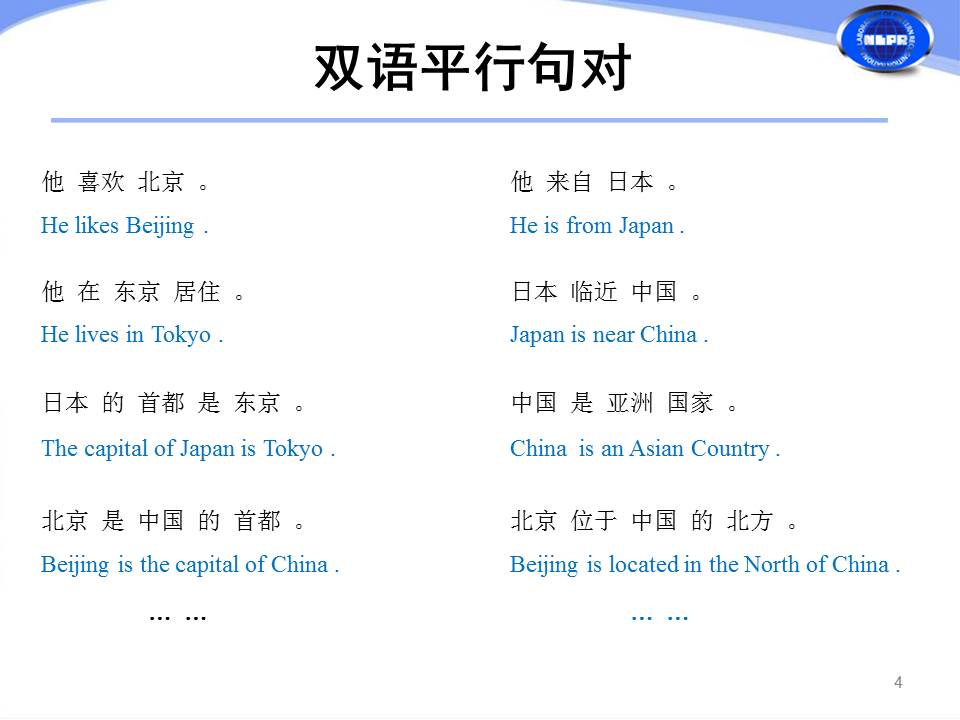 双语平行句对
NLPR
他 喜欢 北京 。
He likes Beijing .
他 来自 日本 。
He is from Japan .
他 在 东京 居住 。
He lives in Tokyo .
日本 临近 中国 。
Japan is near China .
日本 的 首都 是 东京 。
The capital of Japan is Tokyo .
中国 是 亚洲 国家 。
China is an Asian Country .
北京 是 中国 的 首都 。
Beijing is the capital of China .
北京 位于 中国 的 北方 。
Beijing is located in the North of China .
… …
… …
4